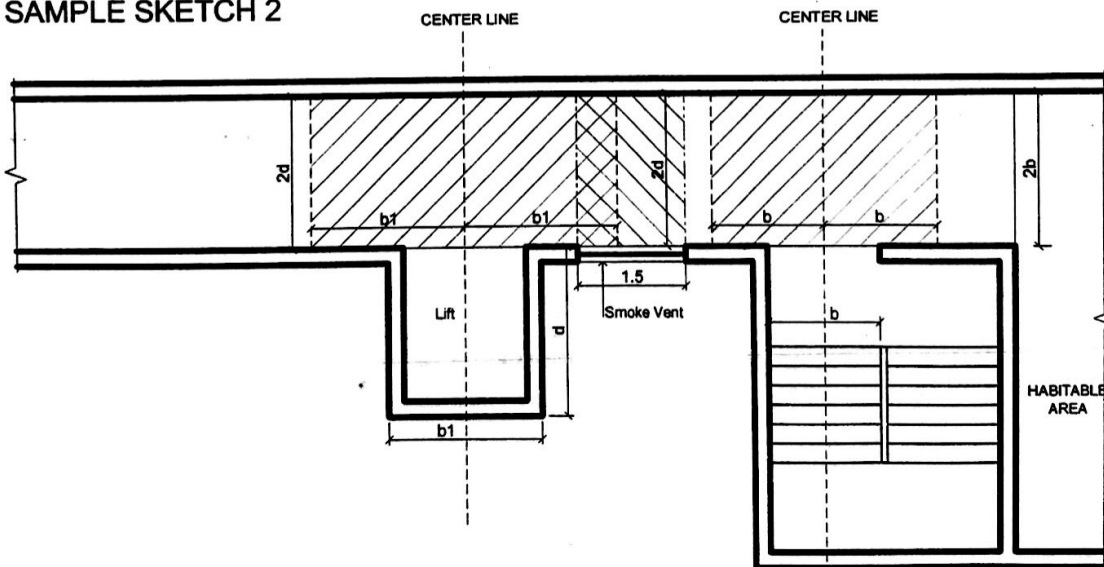 SAMPLE SKETCH 2
CENTER LINE
CENTER LINE
2d
2d
2b
b1
b1
b
b
1.5
Lift
Smoke Vent
d
b
b1
HABITABLE
AREA